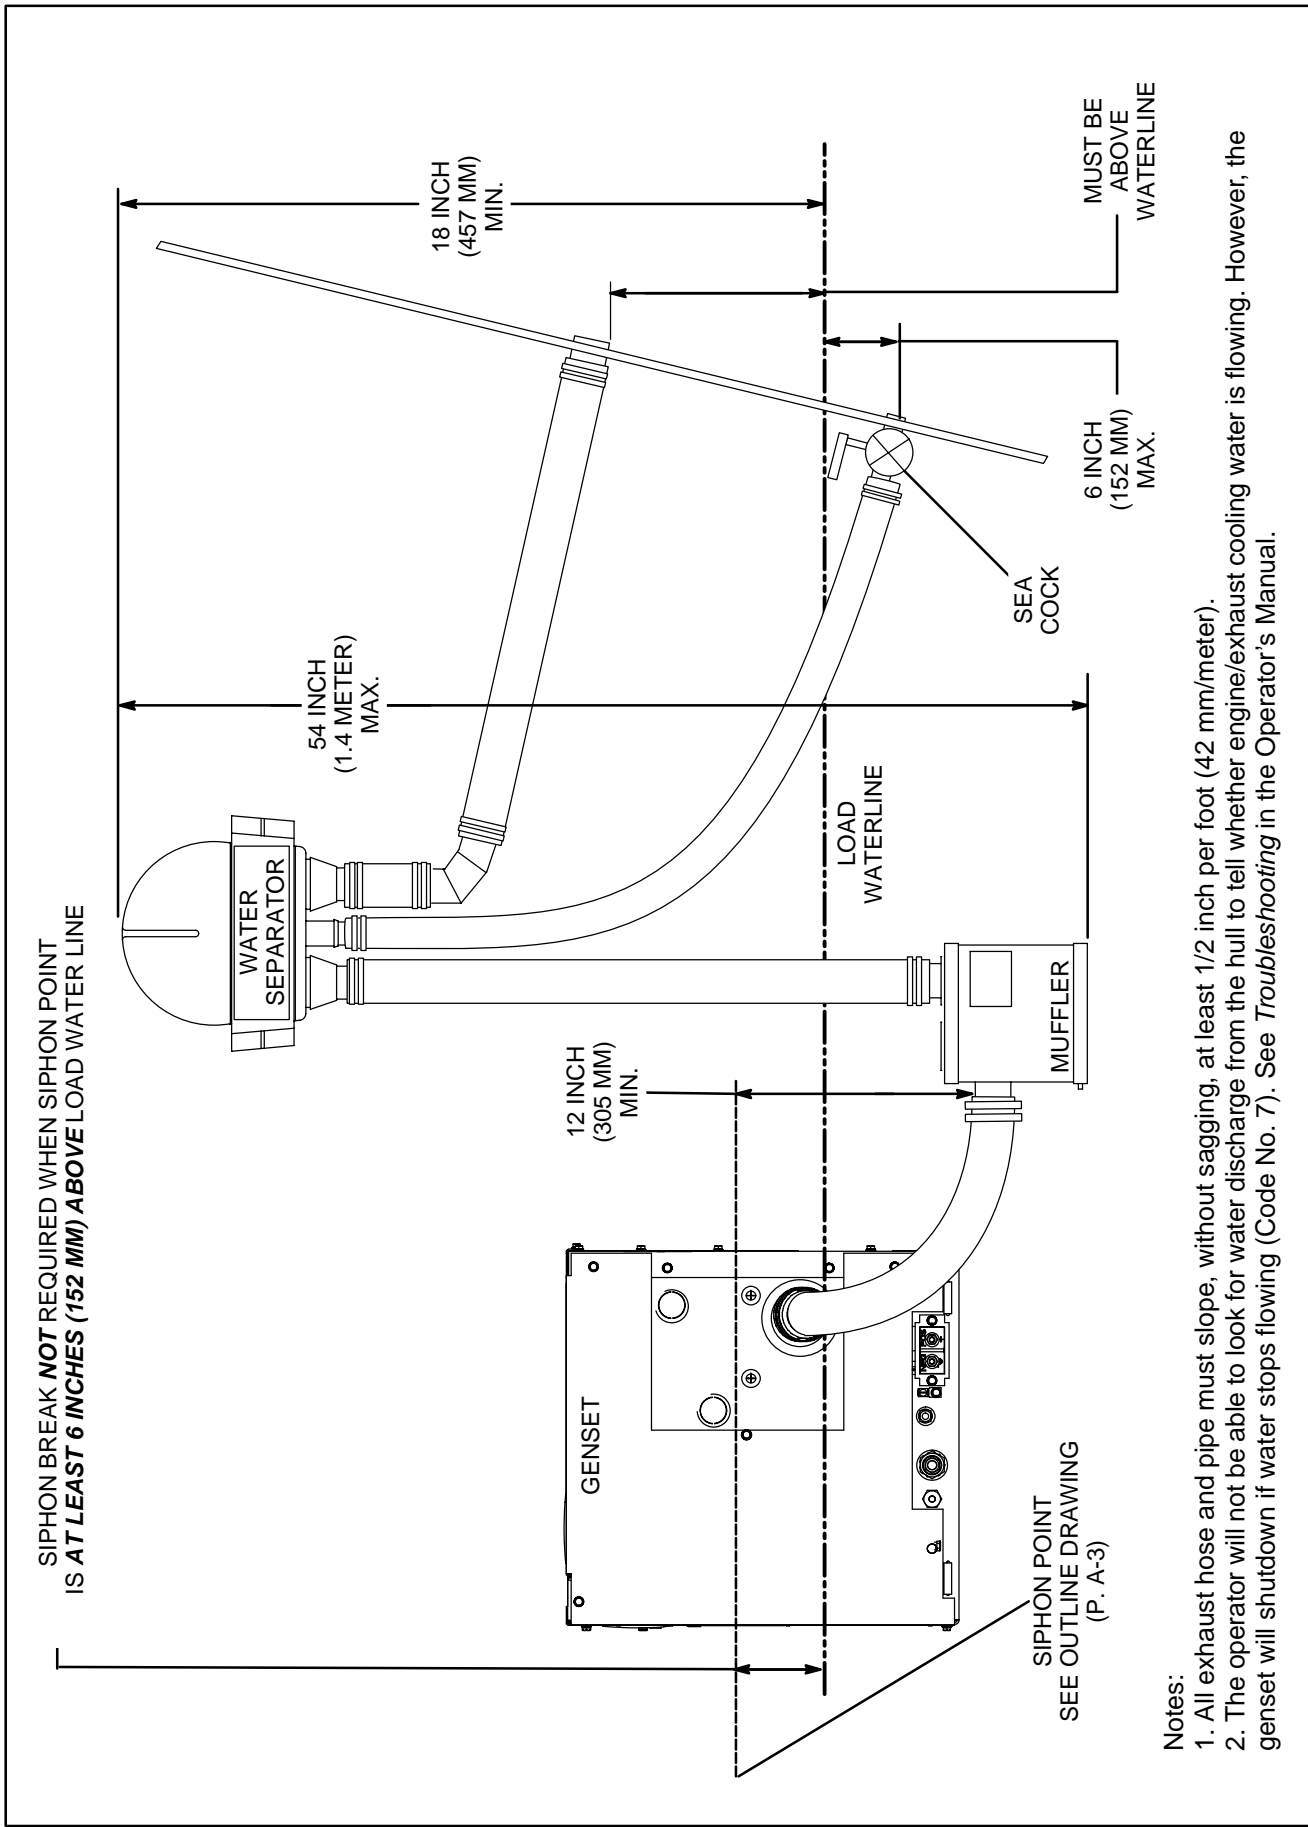 SIPHON BREAK NOT REQUIRED WHEN SIPHON POINT
IS AT LEAST 6 INCHES (152 MM) ABOVE LOAD WATER LINE
WATER
SEPARATOR
54 INCH
(1.4 METER)
MAX.
18 INCH
(457 MM)
MIN.
12 INCH
(305 MM)
MIN.
GENSET
LOAD
WATERLINE
MUFFLER
SEA
COCK
6 INCH
(152 MM)
MAX.
MUST BE
ABOVE
WATERLINE
SIPHON POINT
SEE OUTLINE DRAWING
(P. A-3)
Notes:
1. All exhaust hose and pipe must slope, without sagging, at least 1/2 inch per foot (42 mm/meter).
2. The operator will not be able to look for water discharge from the hull to tell whether engine/exhaust cooling water is flowing. However, the
genset will shutdown if water stops flowing (Code No. 7). See Troubleshooting in the Operator's Manual.